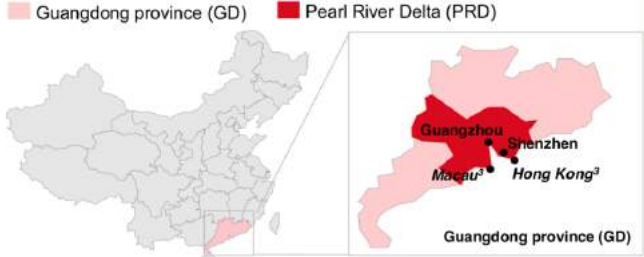 Guangdong province (GD) Pearl River Delta (PRD)
Guangzhou
Shenzhen
Macau³ Hong Kong³
Guangdong province (GD)